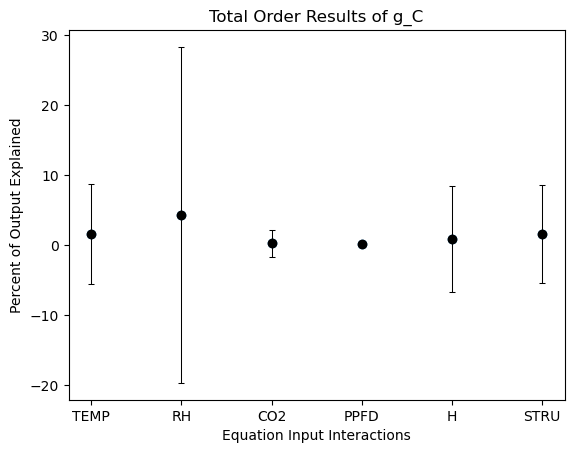 Total Order Results of g_C
Percent of Output Explained
30
20
10
0
−10
−20
TEMP RH CO2 PPFD H STRU
Equation Input Interactions